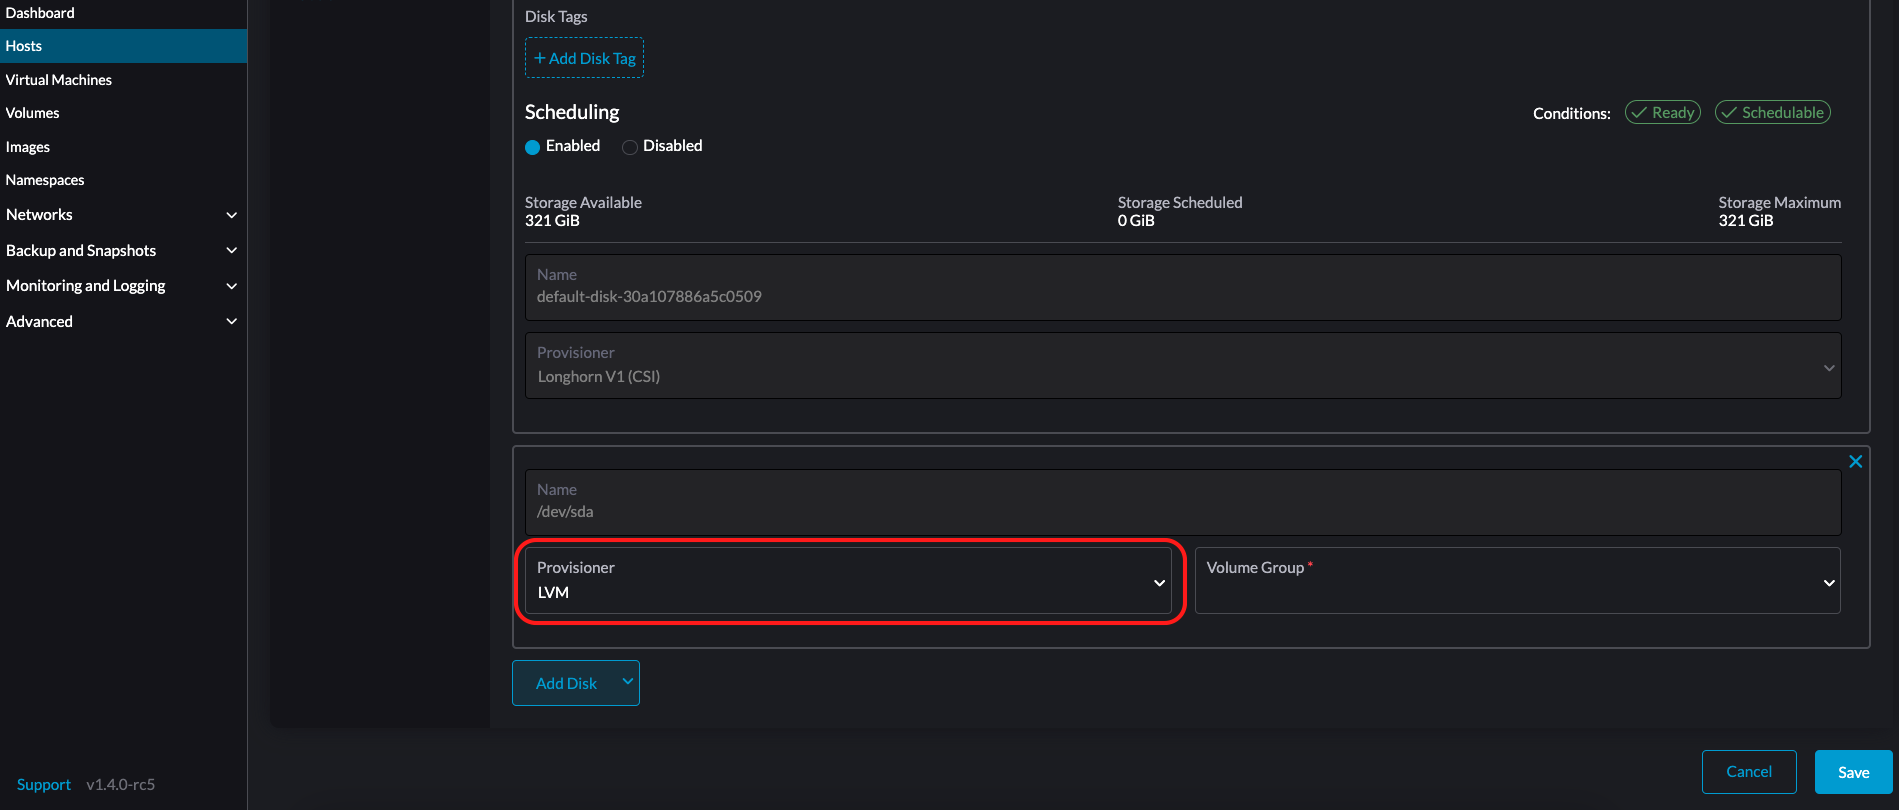 Dashboard
Hosts
Virtual Machines
Volumes
Images
Namespaces
Networks
Backup and Snapshots
Monitoring and Logging
Advanced
Support v1.4.0-rc5
Disk Tags
+ Add Disk Tag
Scheduling
Conditions: Ready Schedulable
Enabled Disabled
Storage Available Storage Scheduled Storage Maximum
321 GiB 0 GiB 321 GiB
Name
default-disk-30a107886a5c0509
Provisioner
Longhorn V1 (CSI)
Name
/dev/sda
Provisioner
LVM
Volume Group *
Add Disk
Cancel Save